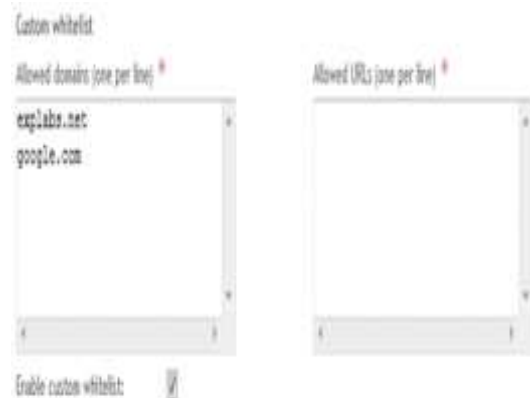 Custom whitelist
Allowed domains (one per line) *
Allowed URLs (one per line) *
explabs.net
google.com
Enable custom whitelist: